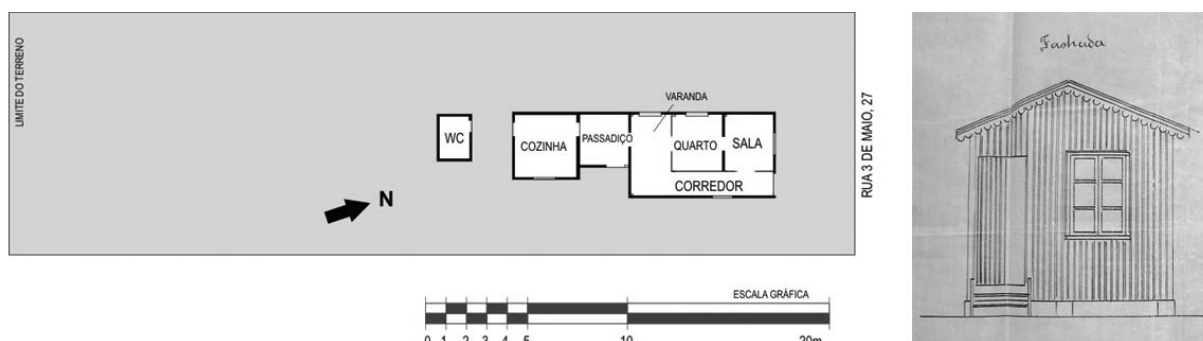 LIMITE DO TERRENO
WC
COZINHA
PASSADIÇO
VARANDA
QUARTO
SALA
CORREDOR
RUA 3 DE MAIO, 27
N
ESCALA GRÁFICA
0 1 2 3 4 5 10 20m
Fachada